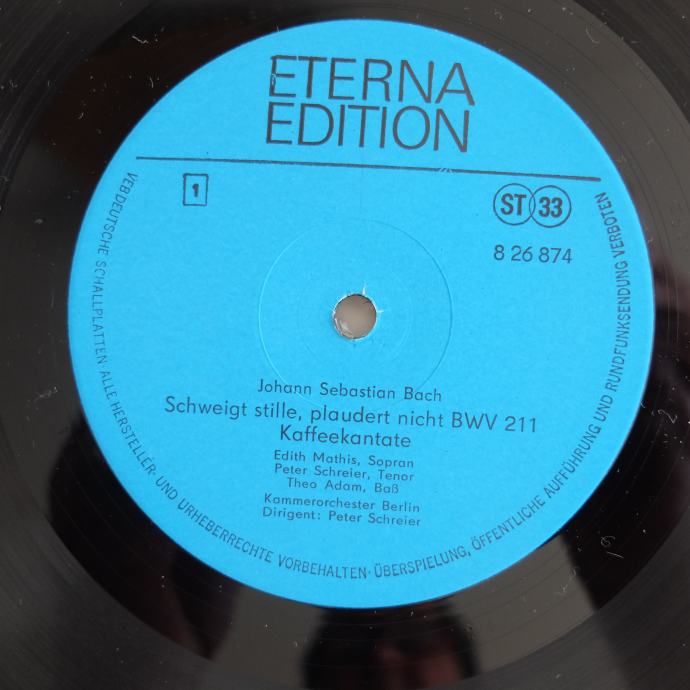 ETERNA
EDITION
1
ST 33
8 26 874
Johann Sebastian Bach
Schweigt stille, plaudert nicht BWV 211
Kaffeekantate
Edith Mathis, Sopran
Peter Schreier, Tenor
Theo Adam, Baß
Kammerorchester Berlin
Dirigent: Peter Schreier
VEB DEUTSCHE SCHALLPLATTEN · ALLE HERSTELLER- UND URHEBERRECHTE VORBEHALTEN · ÜBERSPIELUNG, ÖFFENTLICHE AUFFÜHRUNG UND RUNDFUNKSENDUNG VERBOTEN